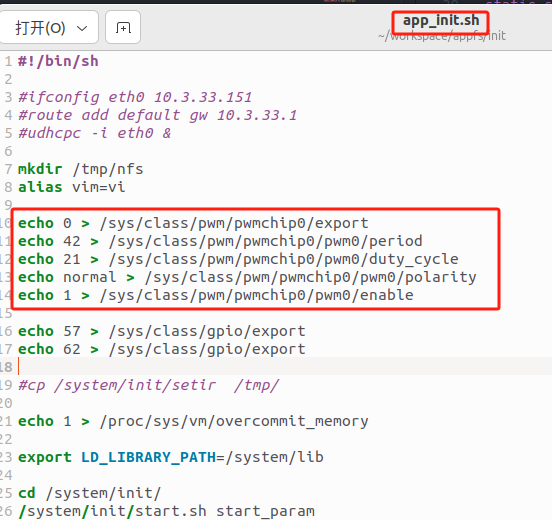 打开(O)
app_init.sh
~/workspace/appfs/init
1 #!/bin/sh
2
3 #ifconfig eth0 10.3.33.151
4 #route add default gw 10.3.33.1
5 #udhcpc -i eth0 &
6
7 mkdir /tmp/nfs
8 alias vim=vi
9
10 echo 0 > /sys/class/pwm/pwmchip0/export
11 echo 42 > /sys/class/pwm/pwmchip0/pwm0/period
12 echo 21 > /sys/class/pwm/pwmchip0/pwm0/duty_cycle
13 echo normal > /sys/class/pwm/pwmchip0/pwm0/polarity
14 echo 1 > /sys/class/pwm/pwmchip0/pwm0/enable
15
16 echo 57 > /sys/class/gpio/export
17 echo 62 > /sys/class/gpio/export
18
19 #cp /system/init/setir  /tmp/
20
21 echo 1 > /proc/sys/vm/overcommit_memory
22
23 export LD_LIBRARY_PATH=/system/lib
24
25 cd /system/init/
26 /system/init/start.sh start_param